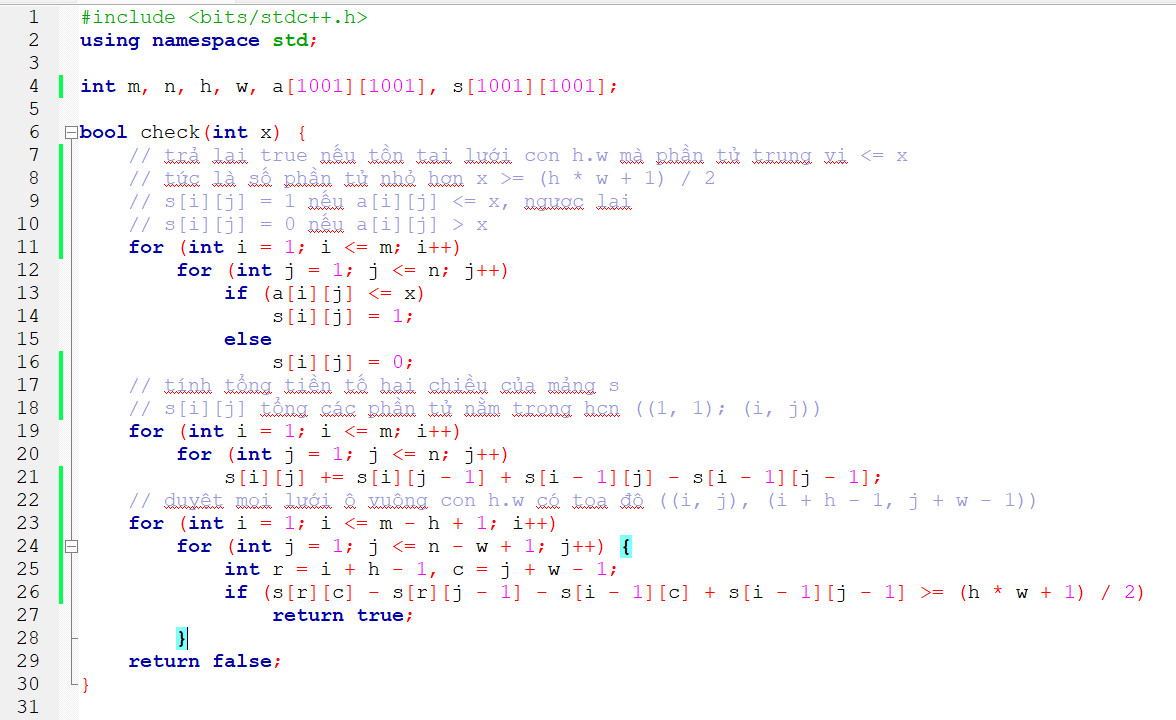 1 #include <bits/stdc++.h>
2 using namespace std;
3
4 int m, n, h, w, a[1001][1001], s[1001][1001];
5
6 bool check(int x) {
7 // trả lại true nếu tồn tại lưới con h.w mà phần tử trung vị <= x
8 // tức là số phần tử nhỏ hơn x >= (h * w + 1) / 2
9 // s[i][j] = 1 nếu a[i][j] <= x, ngược lại
10 // s[i][j] = 0 nếu a[i][j] > x
11 for (int i = 1; i <= m; i++)
12 for (int j = 1; j <= n; j++)
13 if (a[i][j] <= x)
14 s[i][j] = 1;
15 else
16 s[i][j] = 0;
17 // tính tổng tiền tố hai chiều của mảng s
18 // s[i][j] tổng các phần tử nằm trong hcn ((1, 1); (i, j))
19 for (int i = 1; i <= m; i++)
20 for (int j = 1; j <= n; j++)
21 s[i][j] += s[i][j - 1] + s[i - 1][j] - s[i - 1][j - 1];
22 // duyệt mọi lưới ô vuông con h.w có tọa độ ((i, j), (i + h - 1, j + w - 1))
23 for (int i = 1; i <= m - h + 1; i++)
24 for (int j = 1; j <= n - w + 1; j++) {
25 int r = i + h - 1, c = j + w - 1;
26 if (s[r][c] - s[r][j - 1] - s[i - 1][c] + s[i - 1][j - 1] >= (h * w + 1) / 2)
27 return true;
28 }
29 return false;
30 }
31